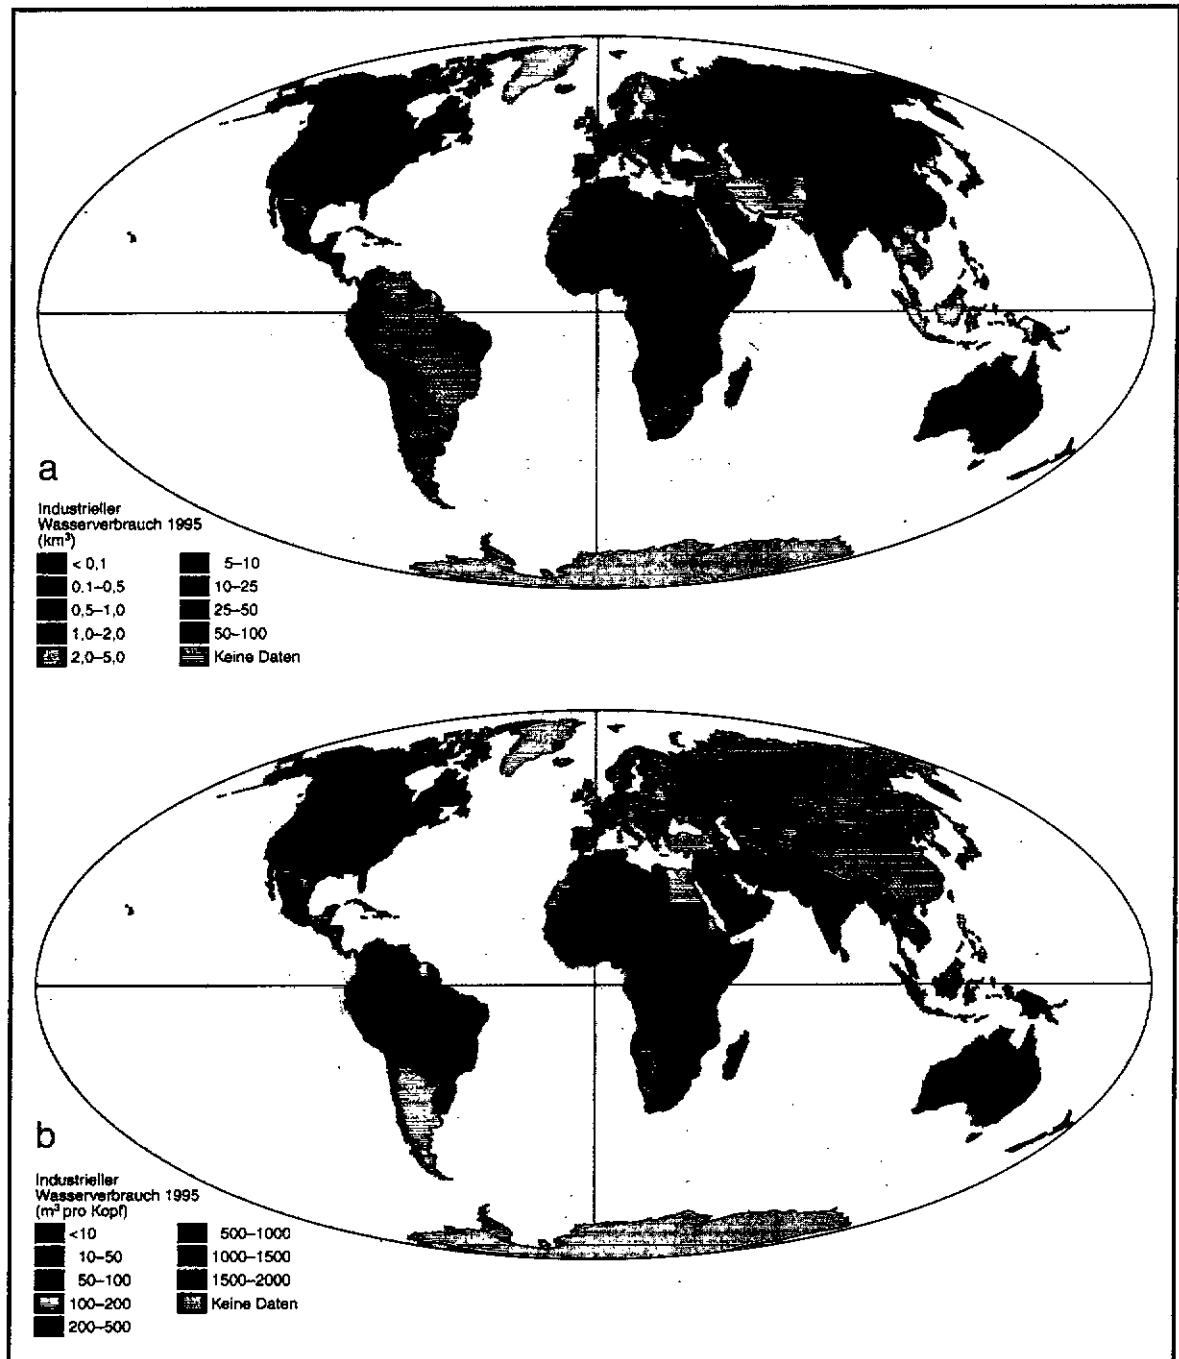 a
Industrieller
Wasserverbrauch 1995
(km³)
< 0,1
0.1–0,5
0,5–1,0
1,0–2,0
2,0–5,0
5–10
10–25
25–50
50–100
Keine Daten
b
Industrieller
Wasserverbrauch 1995
(m³ pro Kopf)
<10
10–50
50–100
100–200
200–500
500–1000
1000–1500
1500–2000
Keine Daten